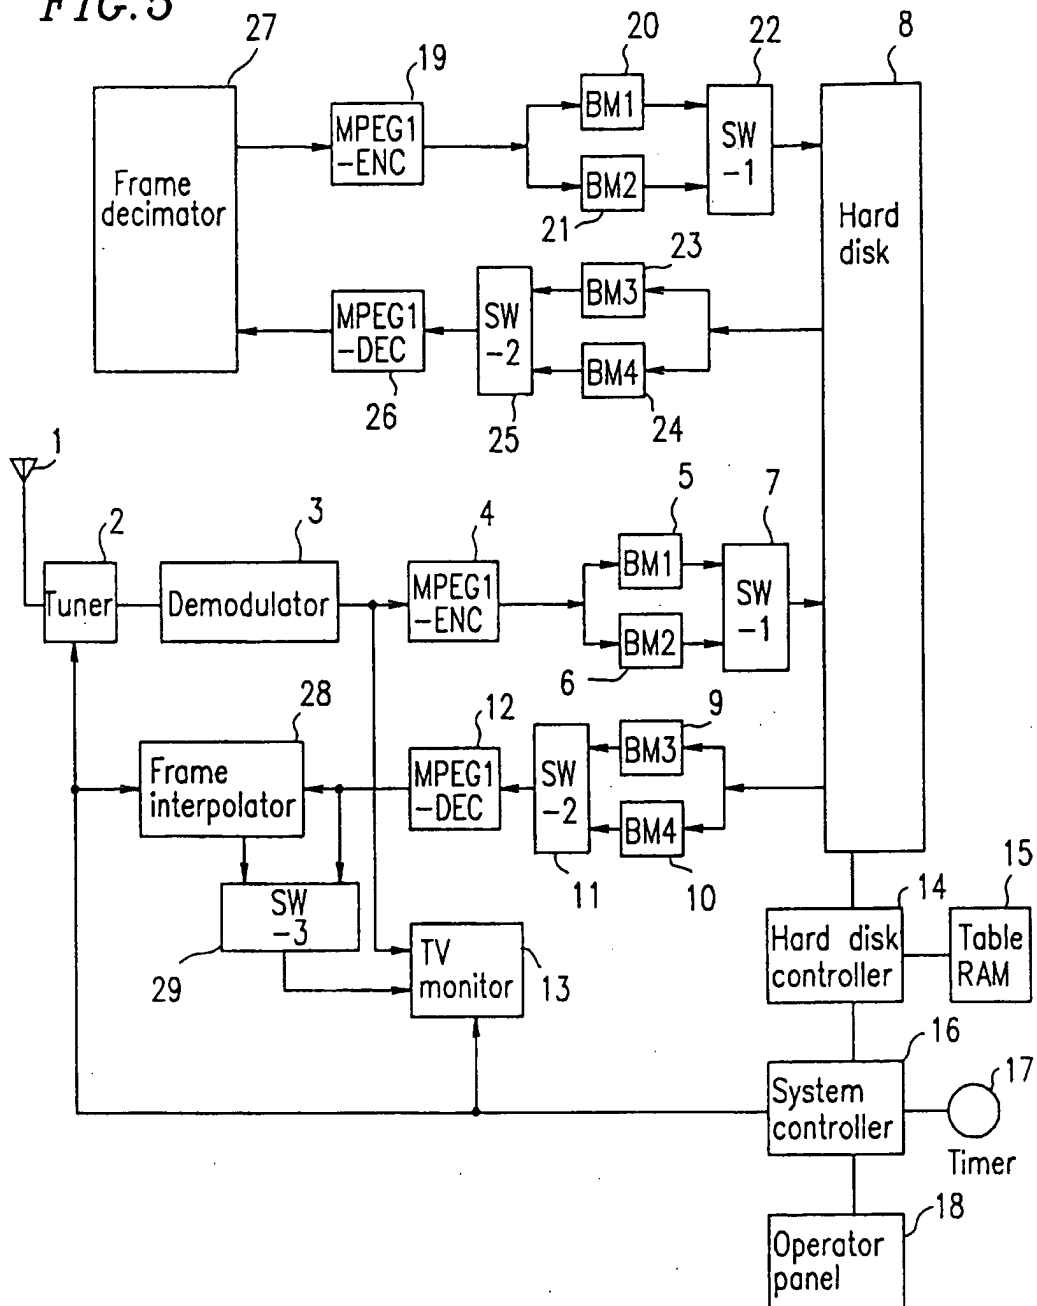 FIG. 5
27
19
20
22
8
MPEG1
-ENC
BM1
SW
-1
BM2
21
Frame
decimator
Hard
disk
23
MPEG1
-DEC
SW
-2
BM3
BM4
26
25
24
1
2
3
4
5
7
Tuner
Demodulator
MPEG1
-ENC
BM1
SW
-1
BM2
6
28
12
9
Frame
interpolator
MPEG1
-DEC
SW
-2
BM3
BM4
11
10
SW
-3
29
TV
monitor
13
14
15
Hard disk
controller
Table
RAM
16
17
System
controller
Timer
18
Operator
panel